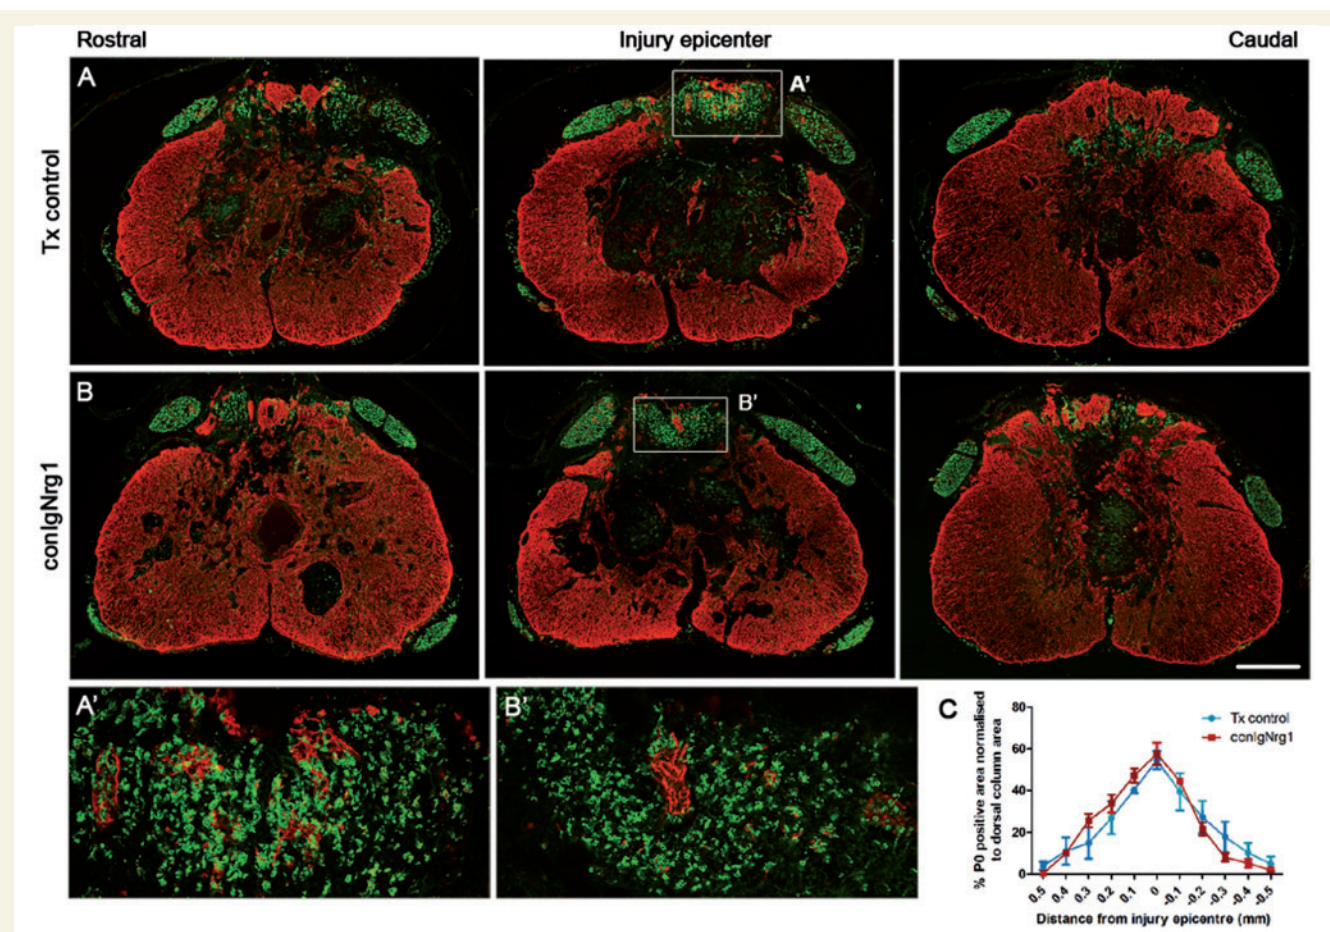 Rostral
Injury epicenter
Caudal
Tx control
A
A'
conIgNrg1
B
B'
A'
B'
C
Tx control
conIgNrg1
% P0 positive area normalised
to dorsal column area
80
60
40
20
0
0.5 0.4 0.3 0.2 0.1 0 -0.1 -0.2 -0.3 -0.4 -0.5
Distance from injury epicentre (mm)